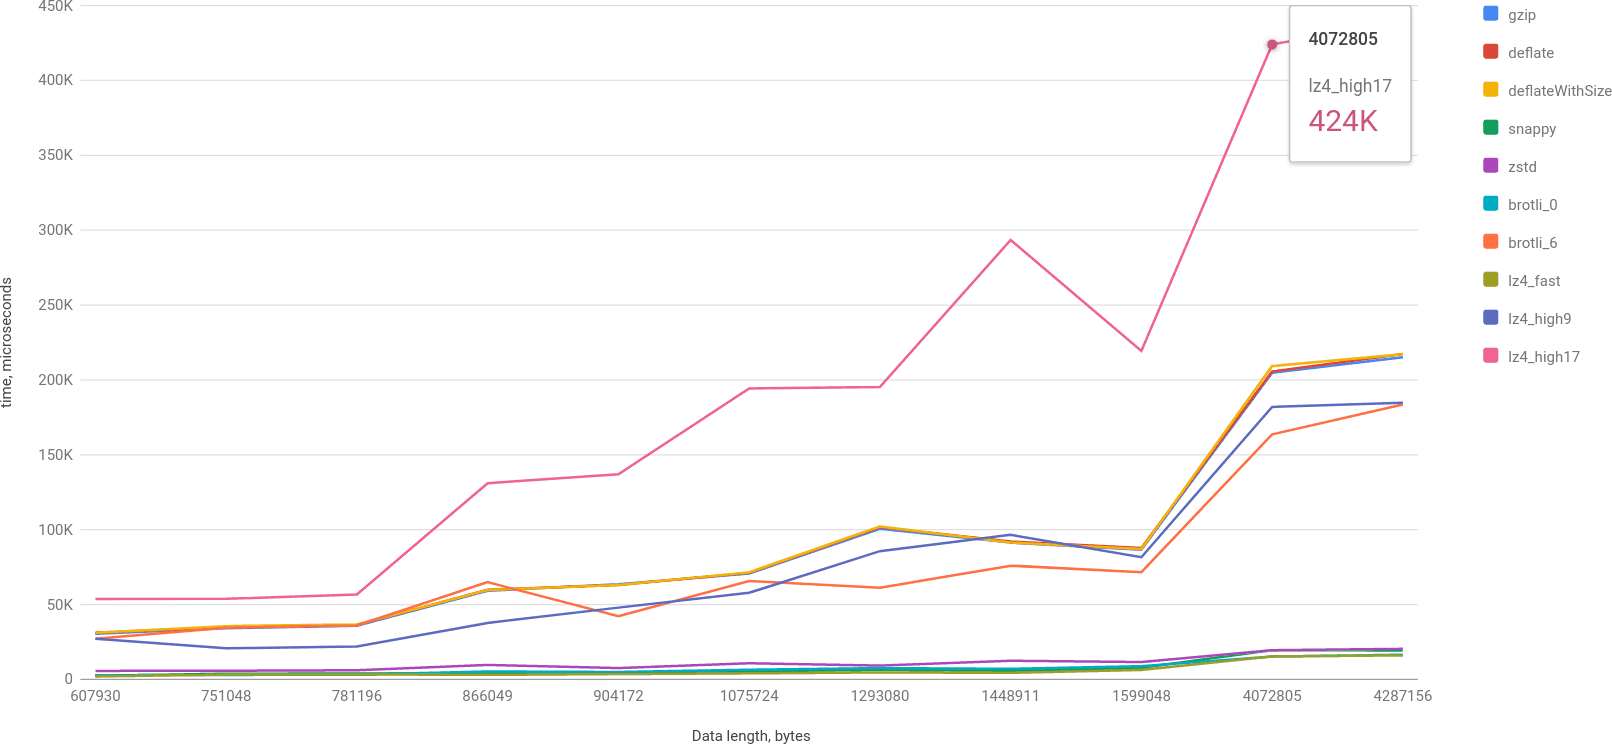 450K
400K
350K
300K
250K
200K
150K
100K
50K
0
time, microseconds
607930 751048 781196 866049 904172 1075724 1293080 1448911 1599048 4072805 4287156
Data length, bytes
4072805
lz4_high17
424K
gzip
deflate
deflateWithSize
snappy
zstd
brotli_0
brotli_6
lz4_fast
lz4_high9
lz4_high17